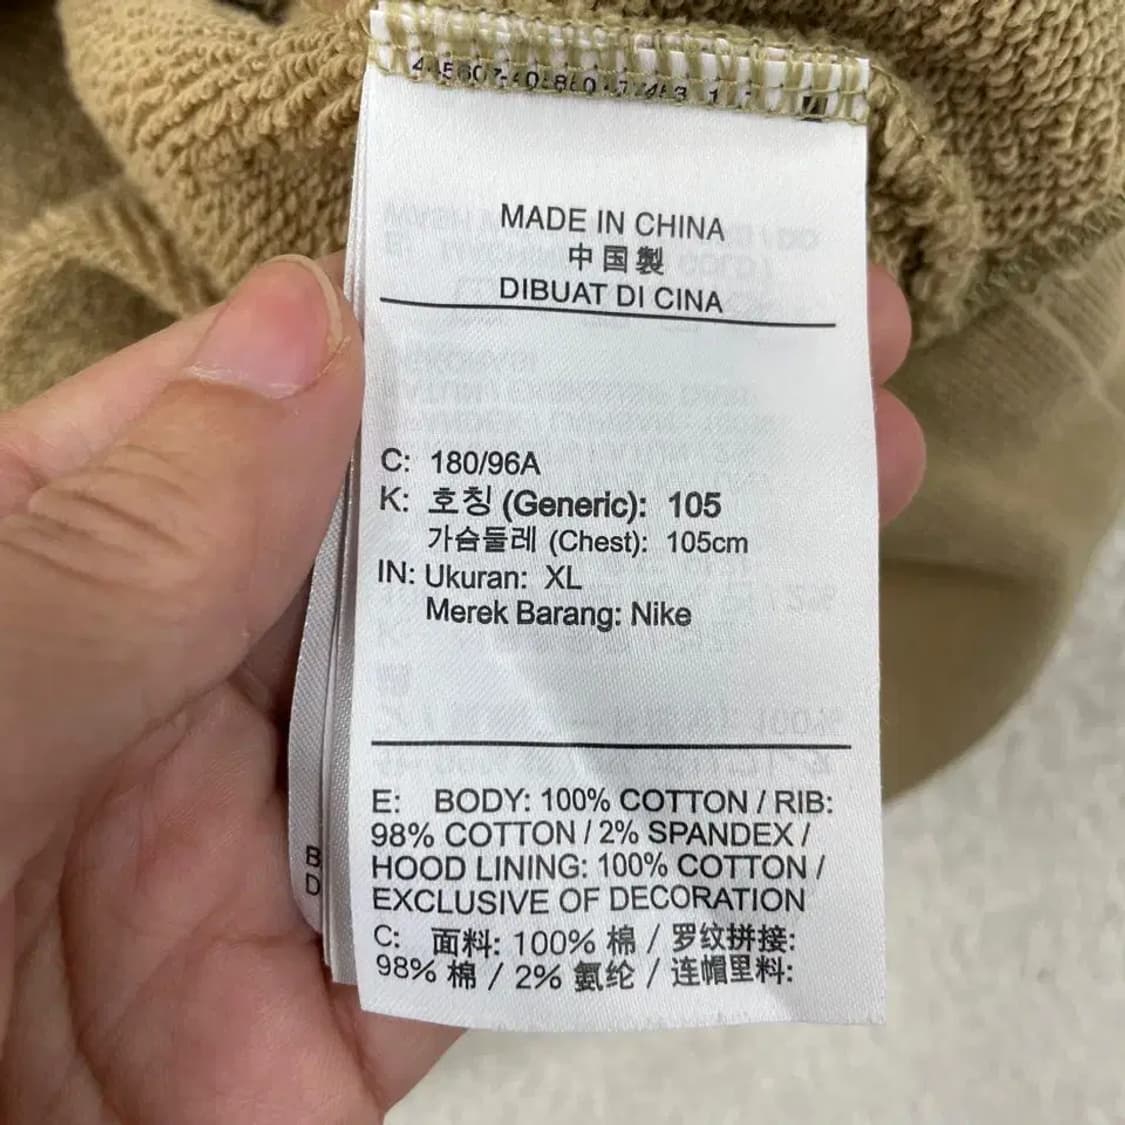 MADE IN CHINA
中国製
DIBUAT DI CINA
C: 180/96A
K: 호칭 (Generic): 105
가슴둘레 (Chest): 105cm
IN: Ukuran: XL
Merek Barang: Nike
E: BODY: 100% COTTON / RIB:
98% COTTON / 2% SPANDEX /
HOOD LINING: 100% COTTON /
EXCLUSIVE OF DECORATION
C: 面料: 100% 棉 / 罗纹拼接:
98% 棉 / 2% 氨纶 / 连帽里料:
B
D